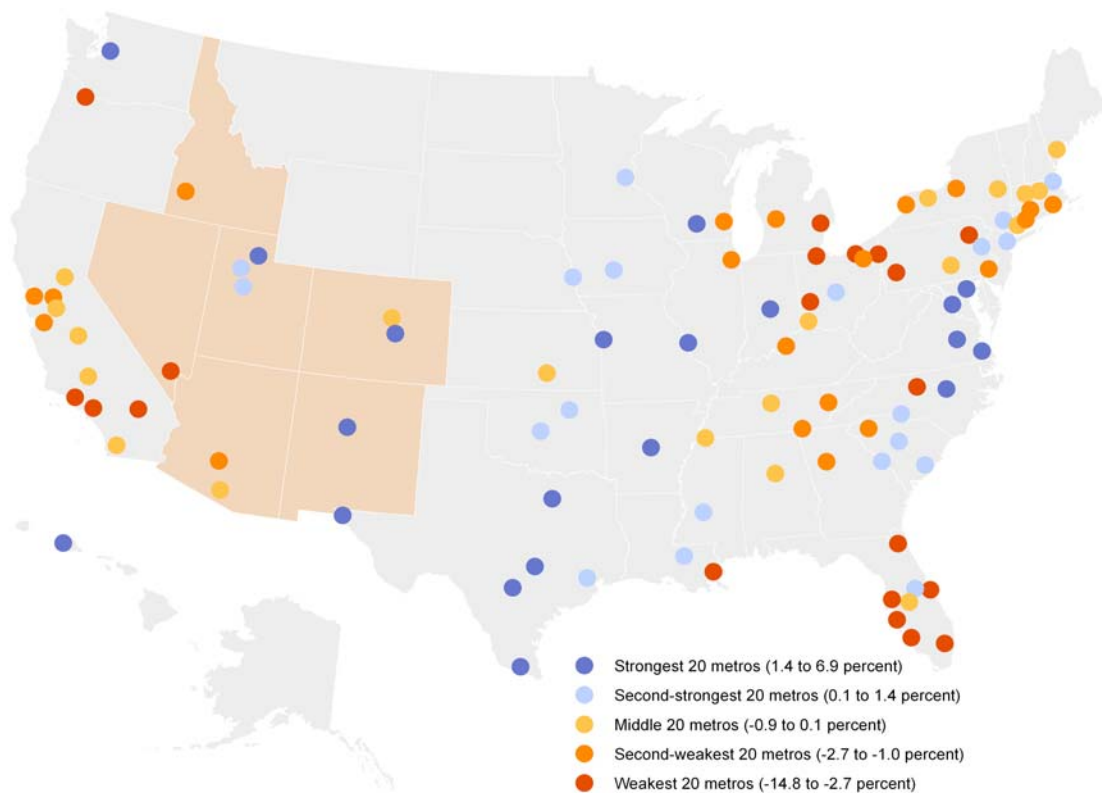 Strongest 20 metros (1.4 to 6.9 percent)
Second-strongest 20 metros (0.1 to 1.4 percent)
Middle 20 metros (-0.9 to 0.1 percent)
Second-weakest 20 metros (-2.7 to -1.0 percent)
Weakest 20 metros (-14.8 to -2.7 percent)